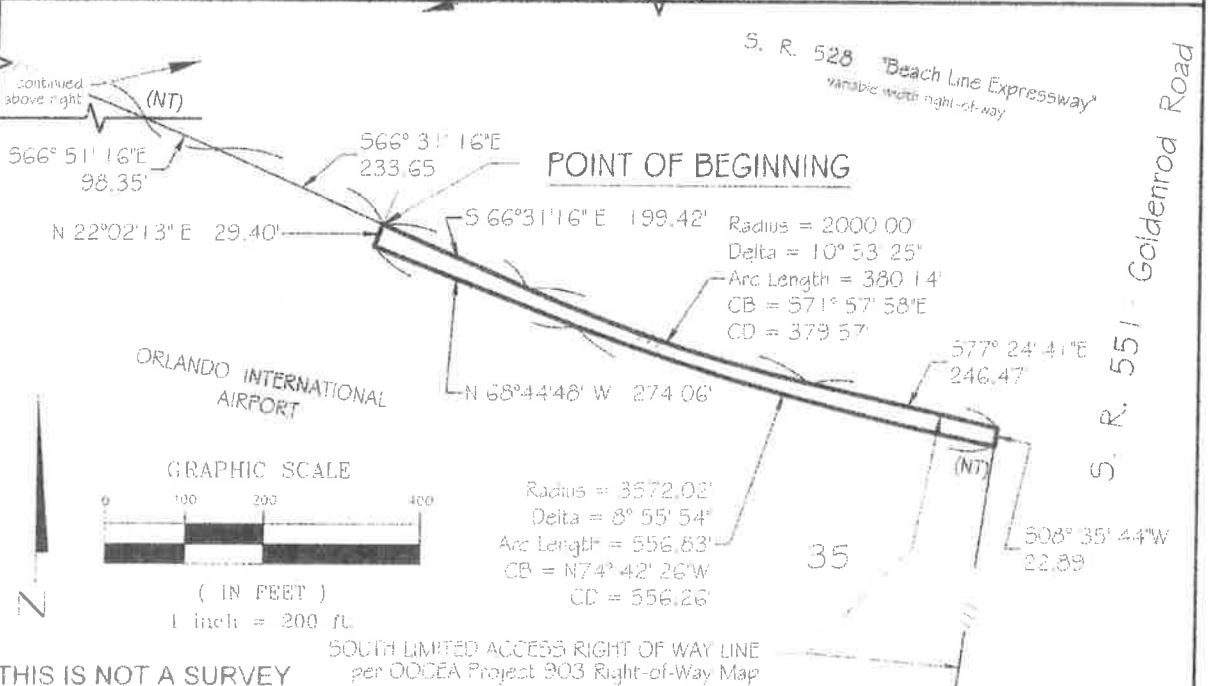 S. R. 528 "Beach Line Expressway"
variable width right-of-way
S. R. 551 Goldenrod Road
continued
above right
(NT)
S66° 51' 16"E
98.35'
S66° 31' 16"E
233.65
POINT OF BEGINNING
N 22°02'13" E 29.40'
S 66°31'16" E 199.42'
Radius = 2000 00'
Delta = 10° 53' 25"
Arc Length = 380 14'
CB = S71° 57' 58"E
CD = 379.57'
S77° 24' 41"E
246.47'
ORLANDO INTERNATIONAL
AIRPORT
N 68°44'48" W 274.06'
(NT)
GRAPHIC SCALE
0 100 200 400
( IN FEET )
1 inch = 200 ft.
Radius = 3572.02'
Delta = 8° 55' 54"
Arc Length = 556.83'
CB = N74° 42' 26"W
CD = 556.26'
35
S08° 35' 44"W
22.89
N
SOUTH LIMITED ACCESS RIGHT OF WAY LINE
per OOCEA Project 903 Right-of-Way Map
THIS IS NOT A SURVEY